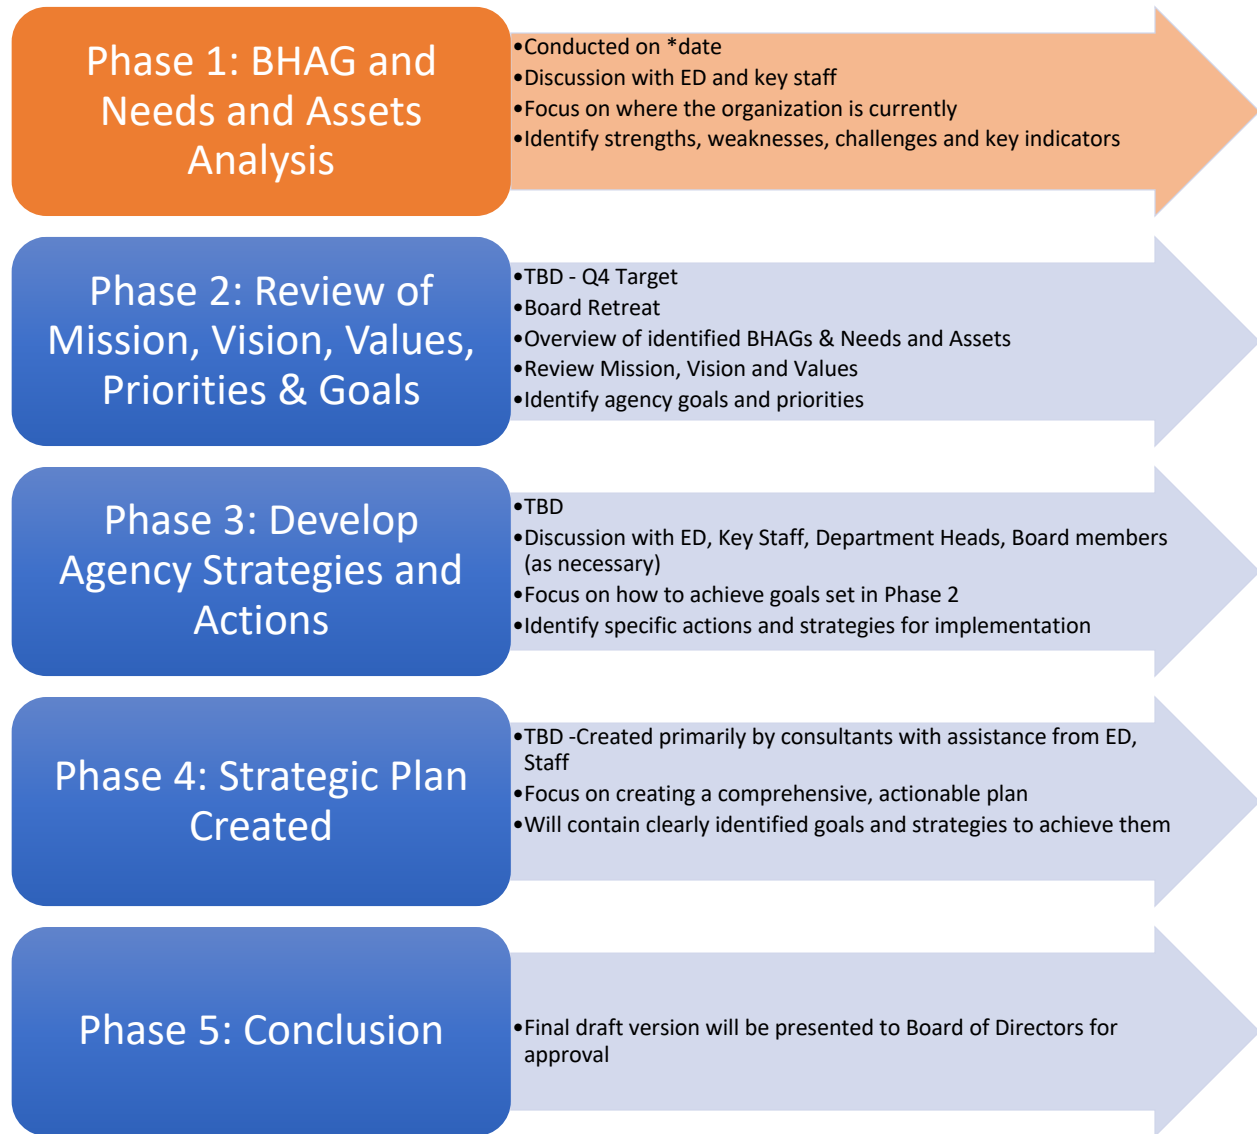 Phase 1: BHAG and
Needs and Assets
Analysis
•Conducted on *date
•Discussion with ED and key staff
•Focus on where the organization is currently
•Identify strengths, weaknesses, challenges and key indicators
Phase 2: Review of
Mission, Vision, Values,
Priorities & Goals
•TBD - Q4 Target
•Board Retreat
•Overview of identified BHAGs & Needs and Assets
•Review Mission, Vision and Values
•Identify agency goals and priorities
Phase 3: Develop
Agency Strategies and
Actions
•TBD
•Discussion with ED, Key Staff, Department Heads, Board members
(as necessary)
•Focus on how to achieve goals set in Phase 2
•Identify specific actions and strategies for implementation
Phase 4: Strategic Plan
Created
•TBD -Created primarily by consultants with assistance from ED,
Staff
•Focus on creating a comprehensive, actionable plan
•Will contain clearly identified goals and strategies to achieve them
Phase 5: Conclusion
•Final draft version will be presented to Board of Directors for
approval